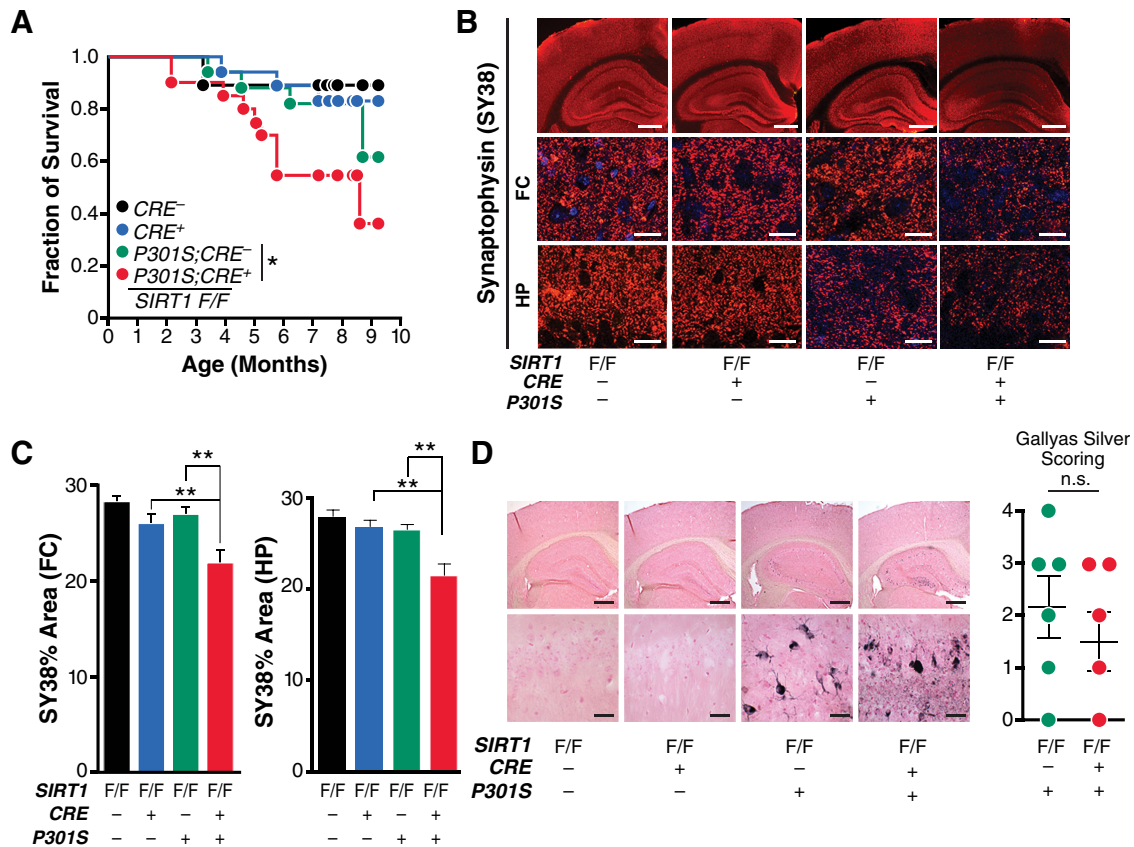 A
1.0
0.8
0.6
0.4
0.2
0
Fraction of Survival
CRE–
CRE+
P301S;CRE–
P301S;CRE+
*
SIRT1 F/F
0 1 2 3 4 5 6 7 8 9 10
Age (Months)
B
Synaptophysin (SY38)
FC
HP
SIRT1 F/F F/F F/F F/F
CRE – + – +
P301S – – + +
C
SY38% Area (FC)
30
20
10
0
**
**
SIRT1 F/F F/F F/F F/F
CRE – + – +
P301S – – + +
SY38% Area (HP)
30
20
10
0
**
**
F/F F/F F/F F/F
– + – +
– – + +
D
SIRT1 F/F F/F F/F F/F
CRE – + – +
P301S – – + +
Gallyas Silver
Scoring
n.s.
4
3
2
1
0
F/F F/F
– +
+ +